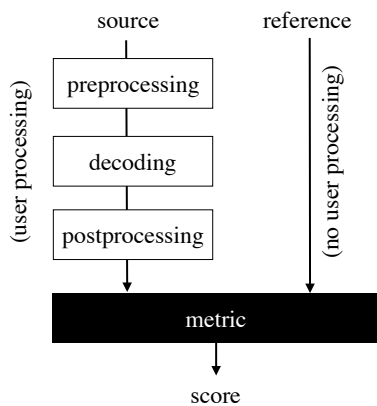 source
reference
(user processing)
preprocessing
decoding
postprocessing
(no user processing)
metric
score